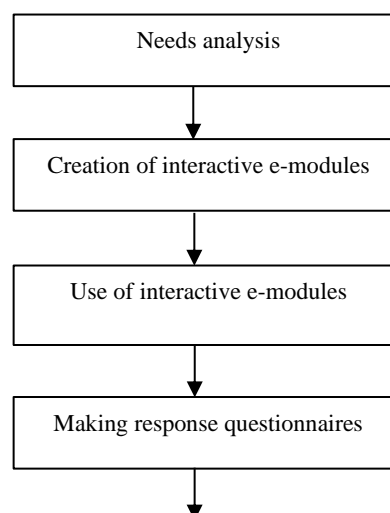 Needs analysis
Creation of interactive e-modules
Use of interactive e-modules
Making response questionnaires